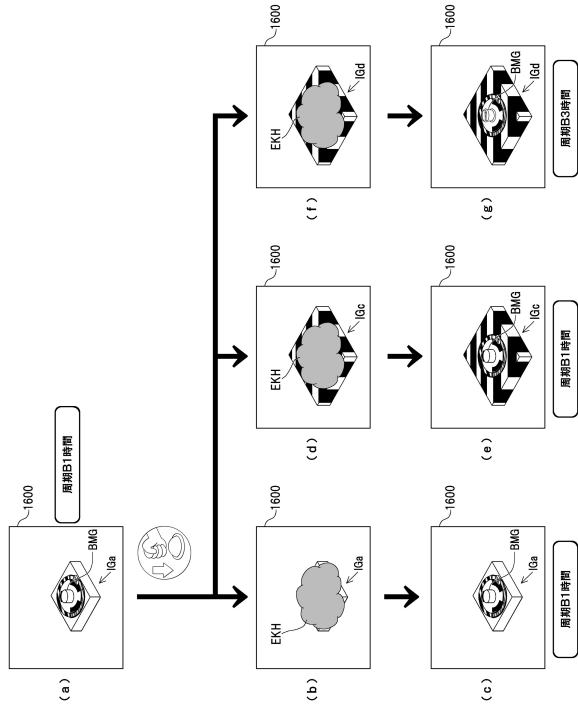 (a)
1600
BMG
IGa
周期B1時間
(b)
1600
EKH
IGa
(d)
1600
EKH
IGc
(f)
1600
EKH
IGd
(c)
1600
BMG
IGa
周期B1時間
(e)
1600
BMG
IGc
周期B1時間
(g)
1600
BMG
IGd
周期B3時間